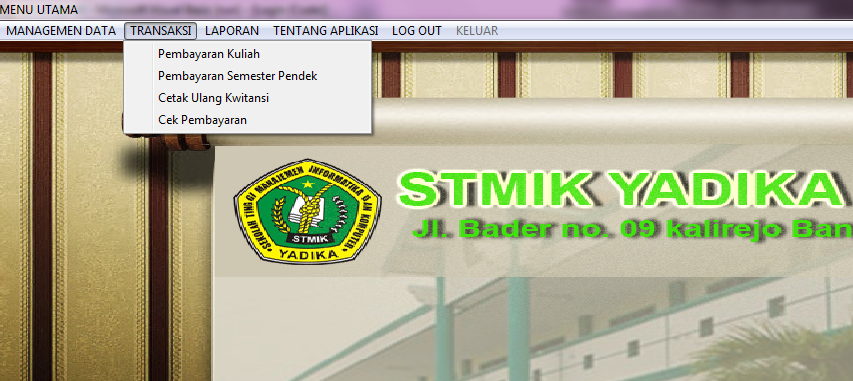 MENU UTAMA
MANAGEMEN DATA TRANSAKSI LAPORAN TENTANG APLIKASI LOG OUT KELUAR
Pembayaran Kuliah
Pembayaran Semester Pendek
Cetak Ulang Kwitansi
Cek Pembayaran
SEKOLAH TINGGI MANAJEMEN INFORMATIKA DAN KOMPUTER
STMIK
YADIKA
STMIK YADIKA
Jl. Bader no. 09 kalirejo Ban